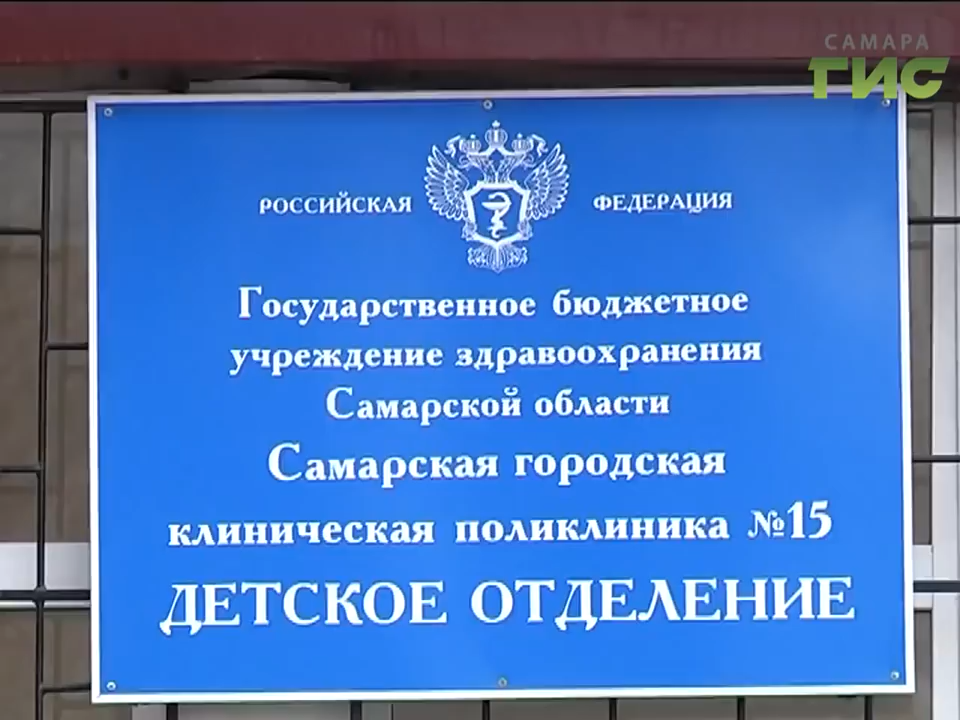 САМАРА
ГИС
РОССИЙСКАЯ ФЕДЕРАЦИЯ
Государственное бюджетное
учреждение здравоохранения
Самарской области
Самарская городская
клиническая поликлиника №15
ДЕТСКОЕ ОТДЕЛЕНИЕ